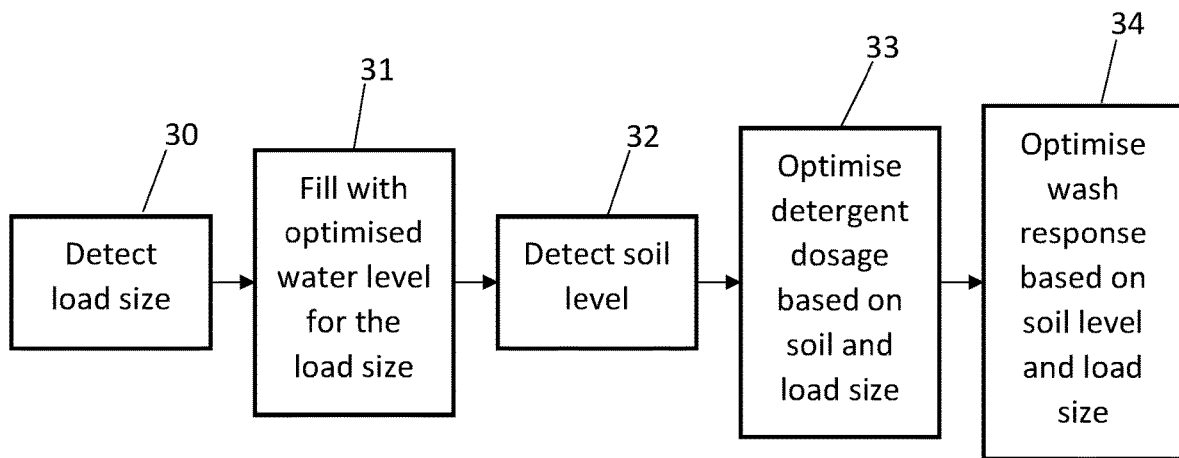 30
Detect
load size
31
Fill with
optimised
water level
for the
load size
32
Detect soil
level
33
Optimise
detergent
dosage
based on
soil and
load size
34
Optimise
wash
response
based on
soil level
and load
size